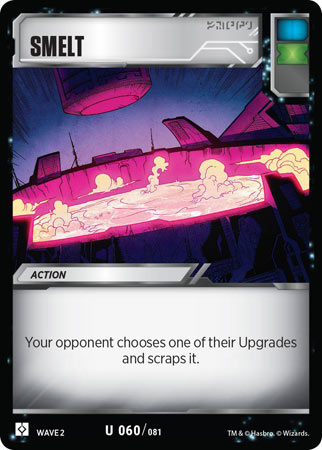 SMELT
ACTION
Your opponent chooses one of their Upgrades
and scraps it.
WAVE 2 U 060/081 TM & © Hasbro. © Wizards.